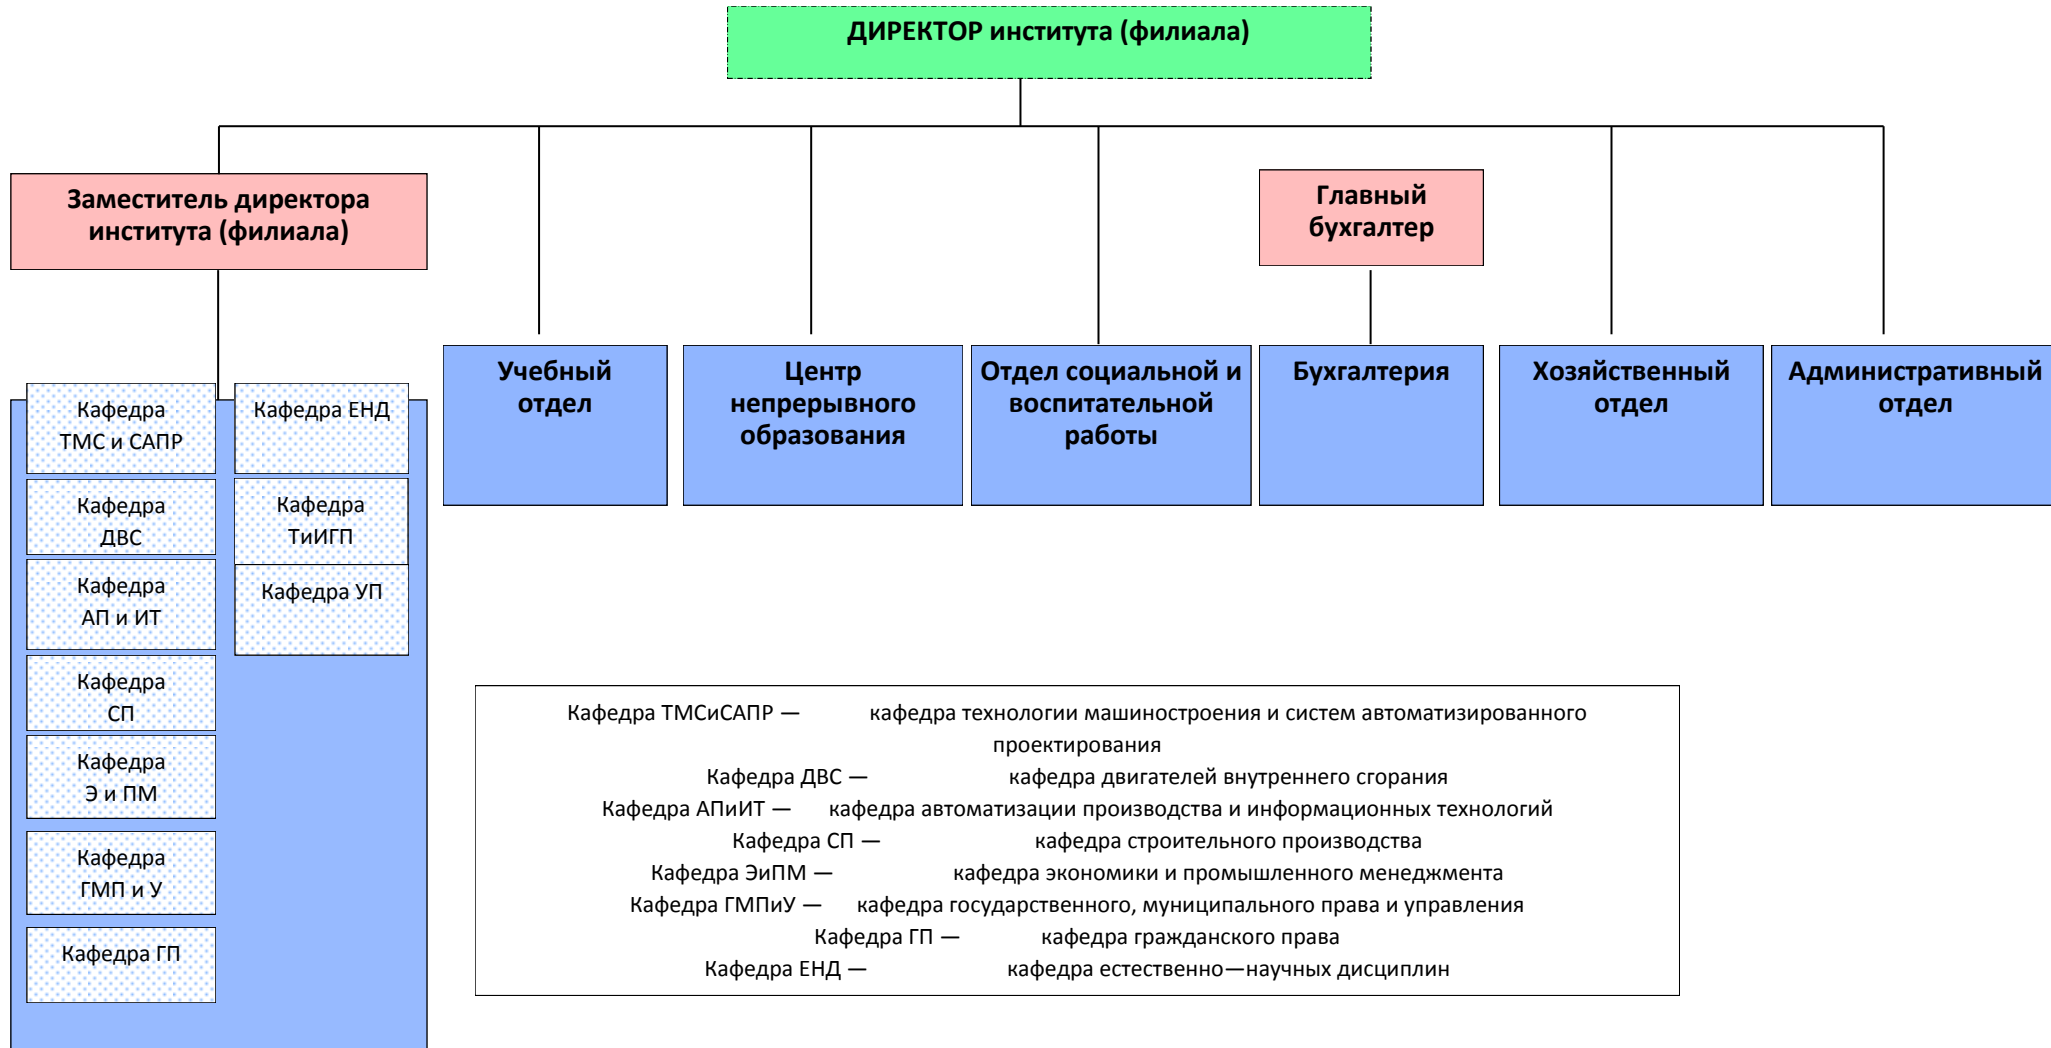 ДИРЕКТОР института (филиала)
Заместитель директора
института (филиала)
Главный
бухгалтер
Учебный
отдел
Центр
непрерывного
образования
Отдел социальной и
воспитательной
работы
Бухгалтерия
Хозяйственный
отдел
Административный
отдел
Кафедра
ТМС и САПР
Кафедра
ДВС
Кафедра
АП и ИТ
Кафедра
СП
Кафедра
Э и ПМ
Кафедра
ГМП и У
Кафедра ГП
Кафедра ЕНД
Кафедра
ТиИГП
Кафедра УП
Кафедра ТМСиСАПР — кафедра технологии машиностроения и систем автоматизированного
проектирования
Кафедра ДВС — кафедра двигателей внутреннего сгорания
Кафедра АПиИТ — кафедра автоматизации производства и информационных технологий
Кафедра СП — кафедра строительного производства
Кафедра ЭиПМ — кафедра экономики и промышленного менеджмента
Кафедра ГМПиУ — кафедра государственного, муниципального права и управления
Кафедра ГП — кафедра гражданского права
Кафедра ЕНД — кафедра естественно—научных дисциплин